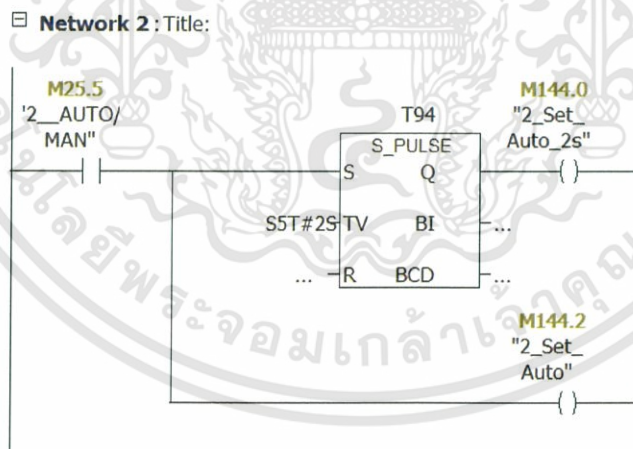 Network 2 : Title:
M25.5
'2__AUTO/
MAN"
M144.0
"2_Set_
Auto_2s"
T94
S_PULSE
S Q
S5T#2S TV BI ...
... R BCD ...
M144.2
"2_Set_
Auto"